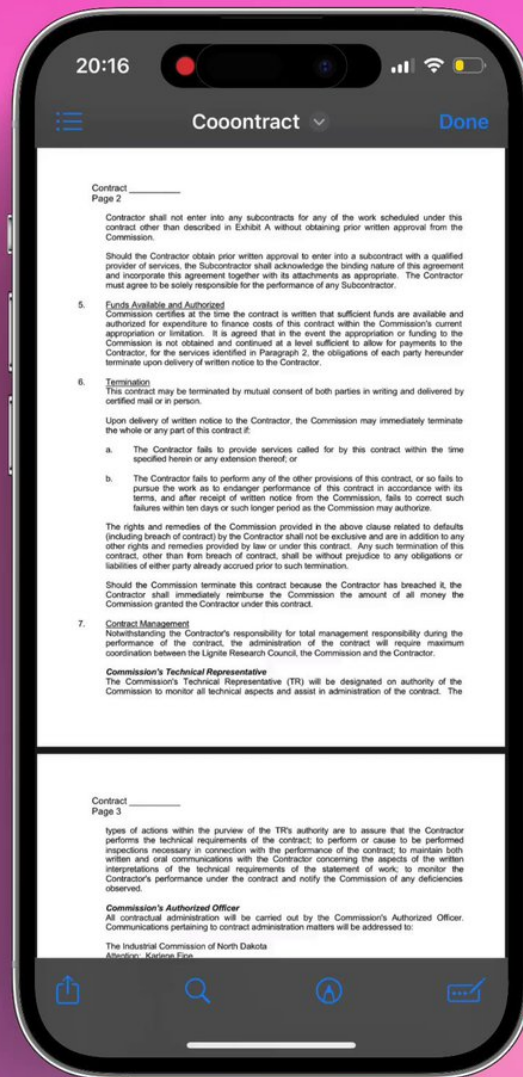 20:16
Cooontract
Done
Contract
Page 2
Contractor shall not enter into any subcontracts for any of the work scheduled under this
contract other than described in Exhibit A without obtaining prior written approval from the
Commission.
Should the Contractor obtain prior written approval to enter into a subcontract with a qualified
provider of services, the Subcontractor shall acknowledge the binding nature of this agreement
and incorporate this agreement together with its attachments as appropriate. The Contractor
must agree to be solely responsible for the performance of any Subcontractor.
5. Funds Available and Authorized
Commission certifies at the time the contract is written that sufficient funds are available and
authorized for expenditure to finance costs of this contract within the Commission's current
appropriation or limitation. It is agreed that in the event the appropriation or funding to the
Commission is not obtained and continued at a level sufficient to allow for payments to the
Contractor, for the services identified in Paragraph 2, the obligations of each party hereunder
terminate upon delivery of written notice to the Contractor.
6. Termination
This contract may be terminated by mutual consent of both parties in writing and delivered by
certified mail or in person.
Upon delivery of written notice to the Contractor, the Commission may immediately terminate
the whole or any part of this contract if:
a. The Contractor fails to provide services called for by this contract within the time
specified herein or any extension thereof; or
b. The Contractor fails to perform any of the other provisions of this contract, or so fails to
pursue the work as to endanger performance of this contract in accordance with its
terms, and after receipt of written notice from the Commission, fails to correct such
failures within ten days or such longer period as the Commission may authorize.
The rights and remedies of the Commission provided in the above clause related to defaults
(including breach of contract) by the Contractor shall not be exclusive and are in addition to any
other rights and remedies provided by law or under this contract. Any such termination of this
contract, other than from breach of contract, shall be without prejudice to any obligations or
liabilities of either party already accrued prior to such termination.
Should the Commission terminate this contract because the Contractor has breached it, the
Contractor shall immediately reimburse the Commission the amount of all money the
Commission granted the Contractor under this contract.
7. Contract Management
Notwithstanding the Contractor's responsibility for total management responsibility during the
performance of the contract, the administration of the contract will require maximum
coordination between the Lignite Research Council, the Commission and the Contractor.
Commission's Technical Representative
The Commission's Technical Representative (TR) will be designated on authority of the
Commission to monitor all technical aspects and assist in administration of the contract. The
Contract
Page 3
types of actions within the purview of the TR's authority are to assure that the Contractor
performs the technical requirements of the contract; to perform or cause to be performed
inspections necessary in connection with the performance of the contract; to maintain both
written and oral communications with the Contractor concerning the aspects of the written
interpretations of the technical requirements of the statement of work; to monitor the
Contractor's performance under the contract and notify the Commission of any deficiencies
observed.
Commission's Authorized Officer
All contractual administration will be carried out by the Commission's Authorized Officer.
Communications pertaining to contract administration matters will be addressed to:
The Industrial Commission of North Dakota
Attention: Karlene Fine